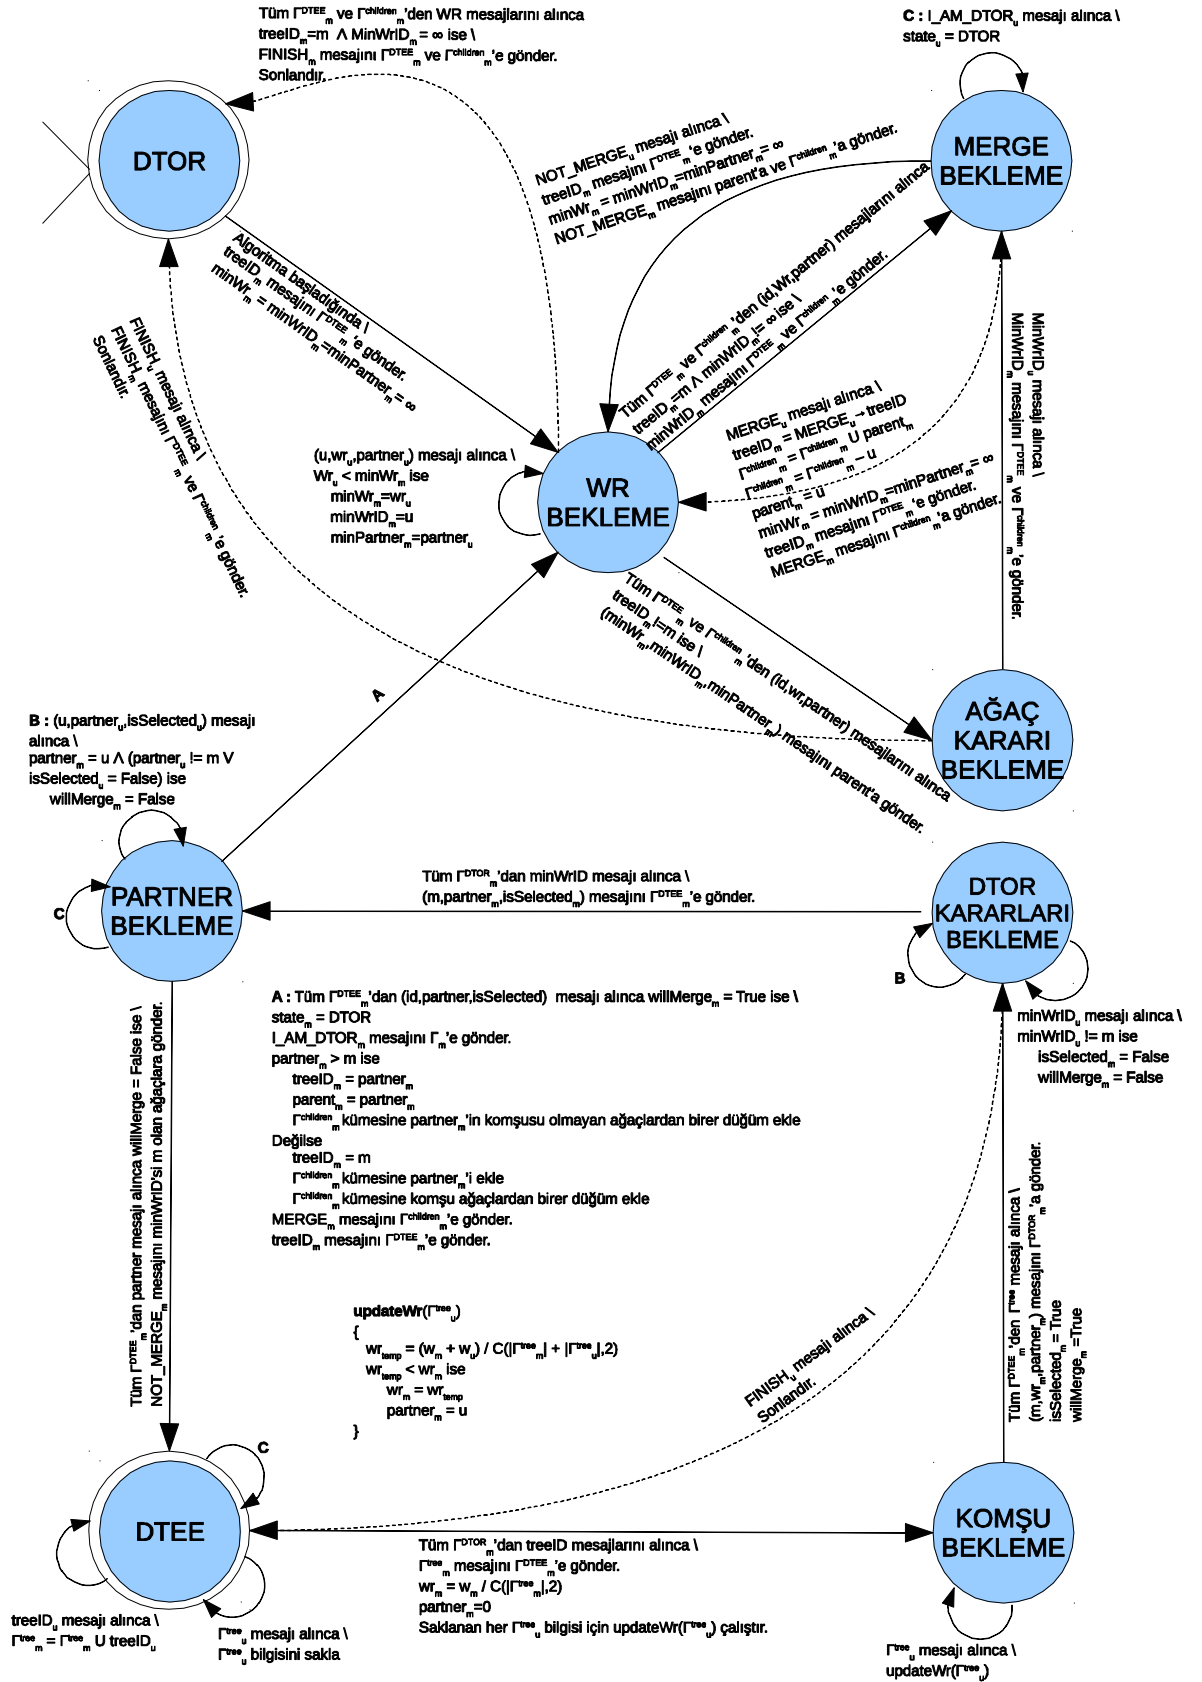 Tüm Γ^DTEE_m ve Γ^children_m'den WR mesajlarını alınca
treeID_m=m Λ MinWrID_m = ∞ ise \
FINISH_m mesajını Γ^DTEE_m ve Γ^children_m'e gönder.
Sonlandır.
C : I_AM_DTOR_u mesajı alınca \
state_u = DTOR
DTOR
MERGE
BEKLEME
NOT_MERGE_u mesajı alınca \
treeID_m mesajını Γ^DTEE_m'e gönder.
minWr_m = minWrID_m=minPartner_m= ∞
NOT_MERGE_m mesajını parent'a ve Γ^children_m'a gönder.
Algoritma başladığında \
treeID_m mesajını Γ^DTEE_m'e gönder.
minWr_m = minWrID_m=minPartner_m= ∞
Tüm Γ^DTEE_m ve Γ^children_m'den (id,Wr,partner) mesajlarını alınca
treeID_m=m Λ minWrID_m!= ∞ ise \
minWrID_m mesajını Γ^DTEE_m ve Γ^children_m'e gönder.
FINISH_u mesajı alınca \
FINISH_m mesajını Γ^DTEE_m ve Γ^children_m'e gönder.
Sonlandır.
MinWrID_u mesajı alınca \
MinWrID_m mesajını Γ^DTEE_m ve Γ^children_m'e gönder.
MERGE_u mesajı alınca \
treeID_m = MERGE_u→treeID
Γ^children_m = Γ^children_m U parent_m
Γ^children_m = Γ^children_m – u
parent_m = u
minWr_m = minWrID_m=minPartner_m= ∞
treeID_m mesajını Γ^DTEE_m'e gönder.
MERGE_m mesajını Γ^children_m'a gönder.
(u,wr_u,partner_u) mesajı alınca \
Wr_u < minWr_m ise
minWr_m=wr_u
minWrID_m=u
minPartner_m=partner_u
WR
BEKLEME
Tüm Γ^DTEE_m ve Γ^children_m'den (id,wr,partner) mesajlarını alınca
treeID_m!=m ise \
(minWr_m,minWrID_m,minPartner_m) mesajını parent'a gönder.
A
AĞAÇ
KARARI
BEKLEME
B : (u,partner_u,isSelected_u) mesajı
alınca \
partner_m = u Λ (partner_u != m V
isSelected_u = False) ise
willMerge_m = False
PARTNER
BEKLEME
C
Tüm Γ^DTOR_m'dan minWrID mesajı alınca \
(m,partner_m,isSelected_m) mesajını Γ^DTEE_m'e gönder.
DTOR
KARARLARI
BEKLEME
B
minWrID_u mesajı alınca \
minWrID_u != m ise
isSelected_m = False
willMerge_m = False
A : Tüm Γ^DTEE_m'dan (id,partner,isSelected) mesajı alınca willMerge_m = True ise \
state_m = DTOR
I_AM_DTOR_m mesajını Γ_m'e gönder.
partner_m > m ise
treeID_m = partner_m
parent_m = partner_m
Γ^children_m kümesine partner_m'in komşusu olmayan ağaçlardan birer düğüm ekle
Değilse
treeID_m = m
Γ^children_m kümesine partner_m'i ekle
Γ^children_m kümesine komşu ağaçlardan birer düğüm ekle
MERGE_m mesajını Γ^children_m'e gönder.
treeID_m mesajını Γ^DTEE_m'e gönder.
Tüm Γ^DTEE_m'dan partner mesajı alınca willMerge = False ise \
NOT_MERGE_m mesajını minWrID'si m olan ağaçlara gönder.
updateWr(Γ^tree_u)
{
wr_temp = (w_m + w_u) / C(|Γ^tree_m| + |Γ^tree_u|,2)
wr_temp < wr_m ise
wr_m = wr_temp
partner_m = u
}
FINISH_u mesajı alınca \
Sonlandır.
Tüm Γ^DTEE_m'den Γ^tree mesajı alınca \
(m,wr_m,partner_m) mesajını Γ^DTOR_m'a gönder.
isSelected_m = True
willMerge_m =True
C
DTEE
KOMŞU
BEKLEME
Tüm Γ^DTOR_m'dan treeID mesajlarını alınca \
Γ^tree_m mesajını Γ^DTEE_m'e gönder.
wr_m = w_m / C(|Γ^tree_m|,2)
partner_m=0
Saklanan her Γ^tree_u bilgisi için updateWr(Γ^tree_u) çalıştır.
treeID_u mesajı alınca \
Γ^tree_m = Γ^tree_m U treeID_u
Γ^tree_u mesajı alınca \
Γ^tree_u bilgisini sakla
Γ^tree_u mesajı alınca \
updateWr(Γ^tree_u)